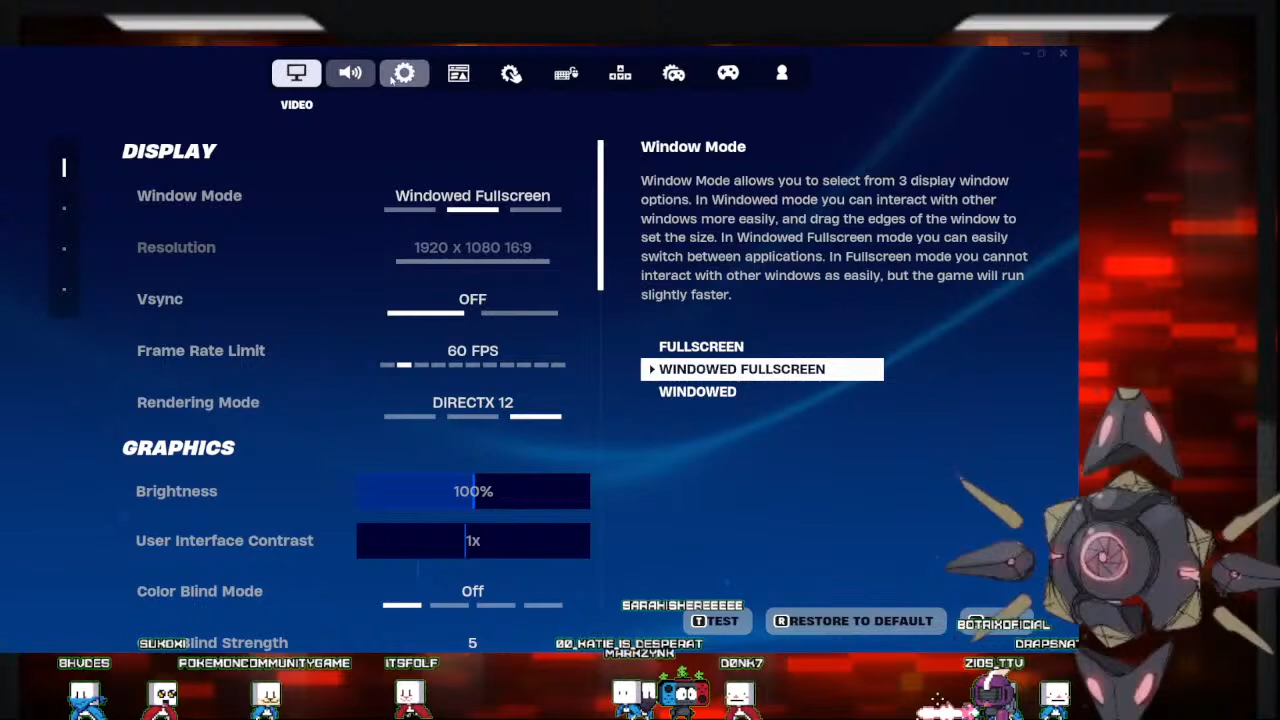 VIDEO
DISPLAY
Window Mode
Windowed Fullscreen
Resolution
1920 x 1080 16:9
Vsync
OFF
Frame Rate Limit
60 FPS
Rendering Mode
DIRECTX 12
GRAPHICS
Brightness
100%
User Interface Contrast
1x
Color Blind Mode
Off
Blind Strength
5
Window Mode
Window Mode allows you to select from 3 display window
options. In Windowed mode you can interact with other
windows more easily, and drag the edges of the window to
set the size. In Windowed Fullscreen mode you can easily
switch between applications. In Fullscreen mode you cannot
interact with other windows as easily, but the game will run
slightly faster.
FULLSCREEN
WINDOWED FULLSCREEN
WINDOWED
SARAHISHEREEEEE
T TEST
R RESTORE TO DEFAULT
BOTRIXOFICIAL
00_KATIE_IS_DESPERAT
MARKZYNK
DRAPSNA
8HVDES
POKEMONCOMMUNITYGAME
ITSFOLF
D0NK7
ZIOS_TTV